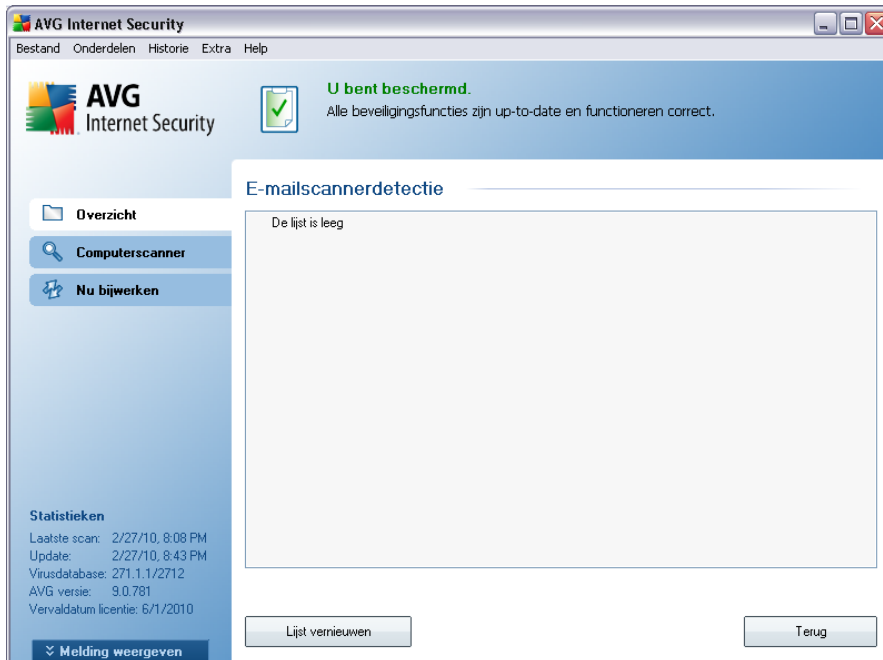 AVG Internet Security
Bestand Onderdelen Historie Extra Help
AVG
Internet Security
U bent beschermd.
Alle beveiligingsfuncties zijn up-to-date en functioneren correct.
Overzicht
Computerscanner
Nu bijwerken
E-mailscannerdetectie
De lijst is leeg
Statistieken
Laatste scan: 2/27/10, 8:08 PM
Update: 2/27/10, 8:43 PM
Virusdatabase: 271.1.1/2712
AVG versie: 9.0.781
Vervaldatum licentie: 6/1/2010
Melding weergeven
Lijst vernieuwen
Terug